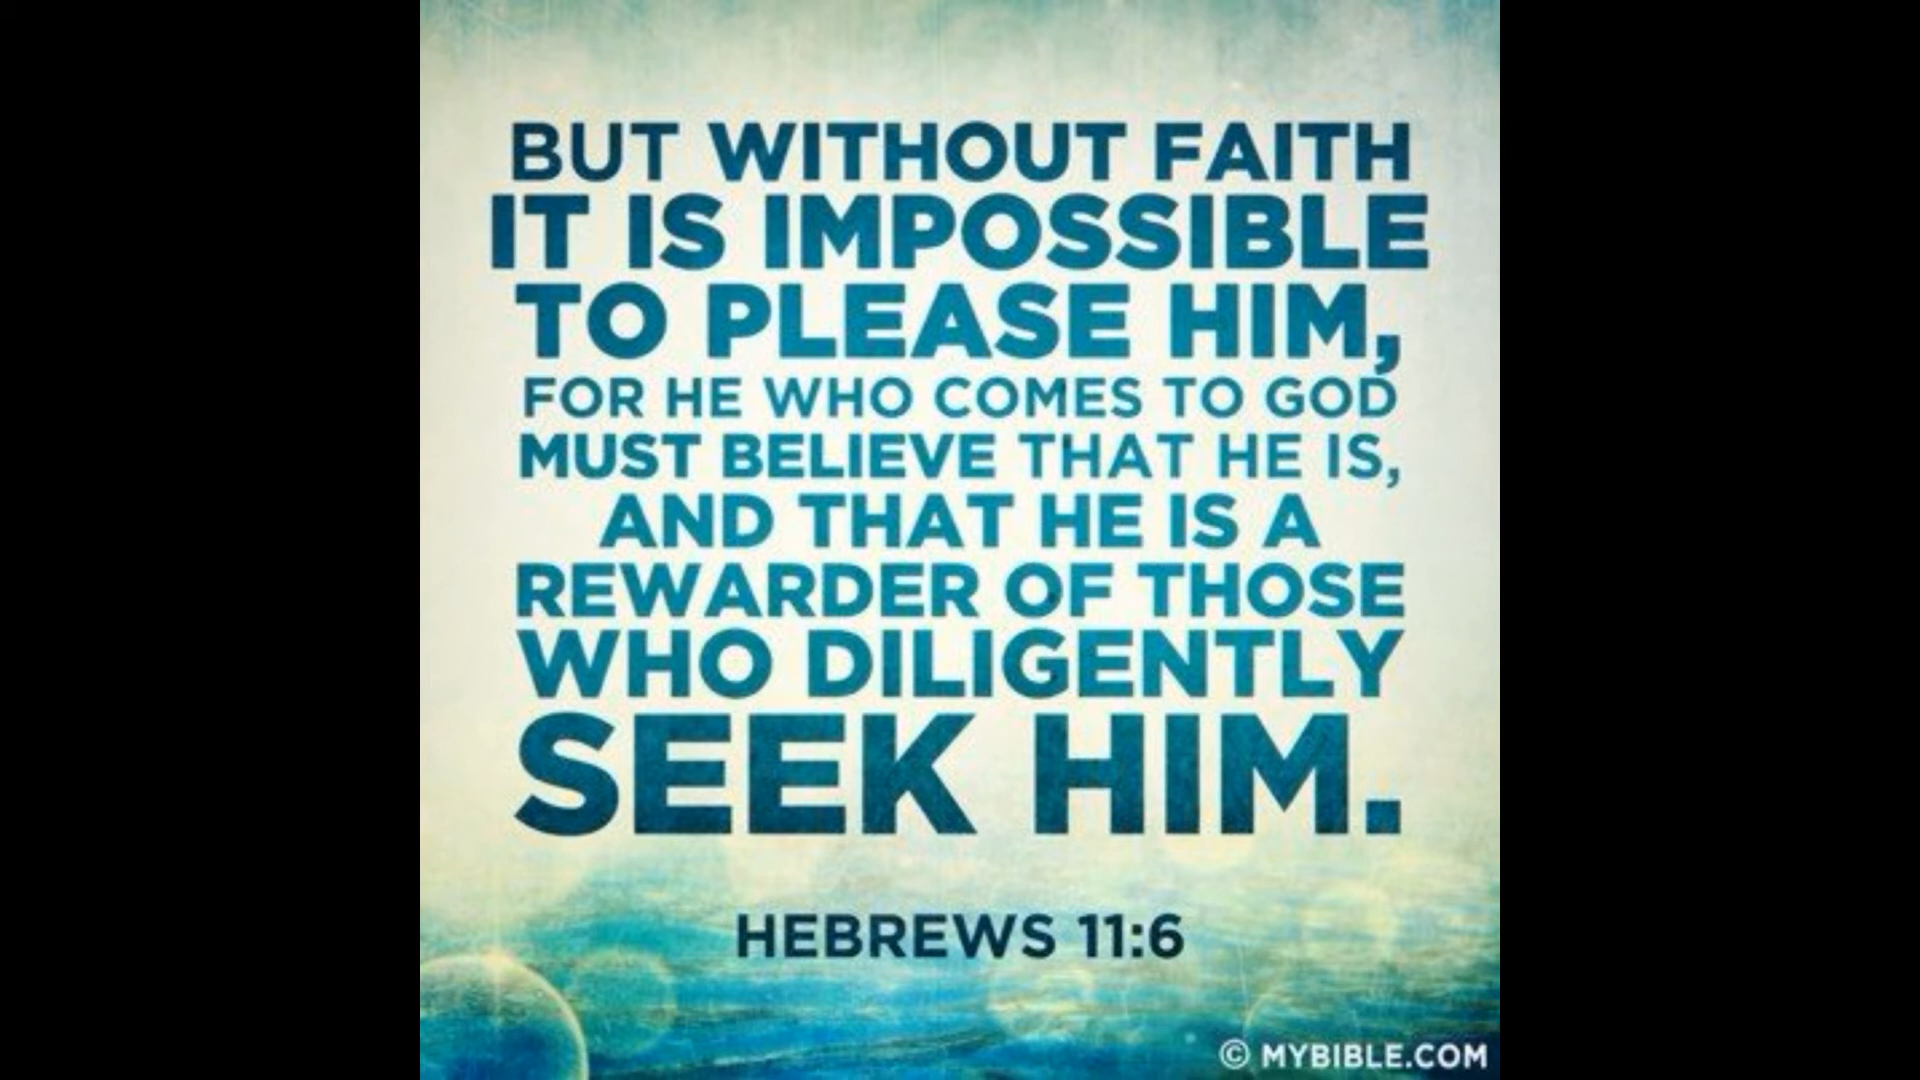 BUT WITHOUT FAITH
IT IS IMPOSSIBLE
TO PLEASE HIM,
FOR HE WHO COMES TO GOD
MUST BELIEVE THAT HE IS,
AND THAT HE IS A
REWARDER OF THOSE
WHO DILIGENTLY
SEEK HIM.
HEBREWS 11:6
© MYBIBLE.COM